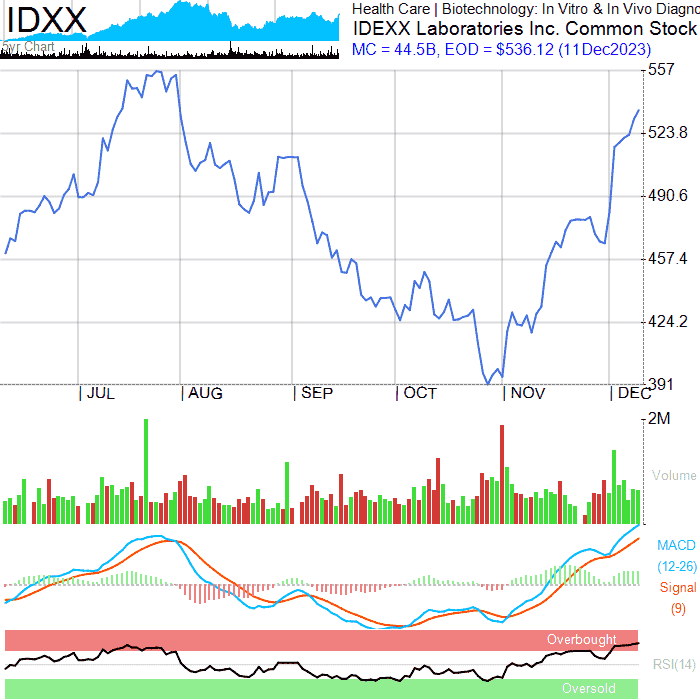 IDXX
5yr Chart
Health Care | Biotechnology: In Vitro & In Vivo Diagno
IDEXX Laboratories Inc. Common Stock
MC = 44.5B, EOD = $536.12 (11Dec2023)
557
523.8
490.6
457.4
424.2
391
| JUL | AUG | SEP | OCT | NOV | DEC
2M
Volume
MACD
(12-26)
Signal
(9)
Overbought
RSI(14)
Oversold